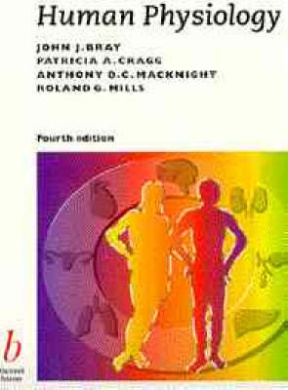 Human Physiology
JOHN J. BRAY
PATRICIA A. CRAGG
ANTHONY D.C. MACKNIGHT
ROLAND G. MILLS
Fourth edition
b